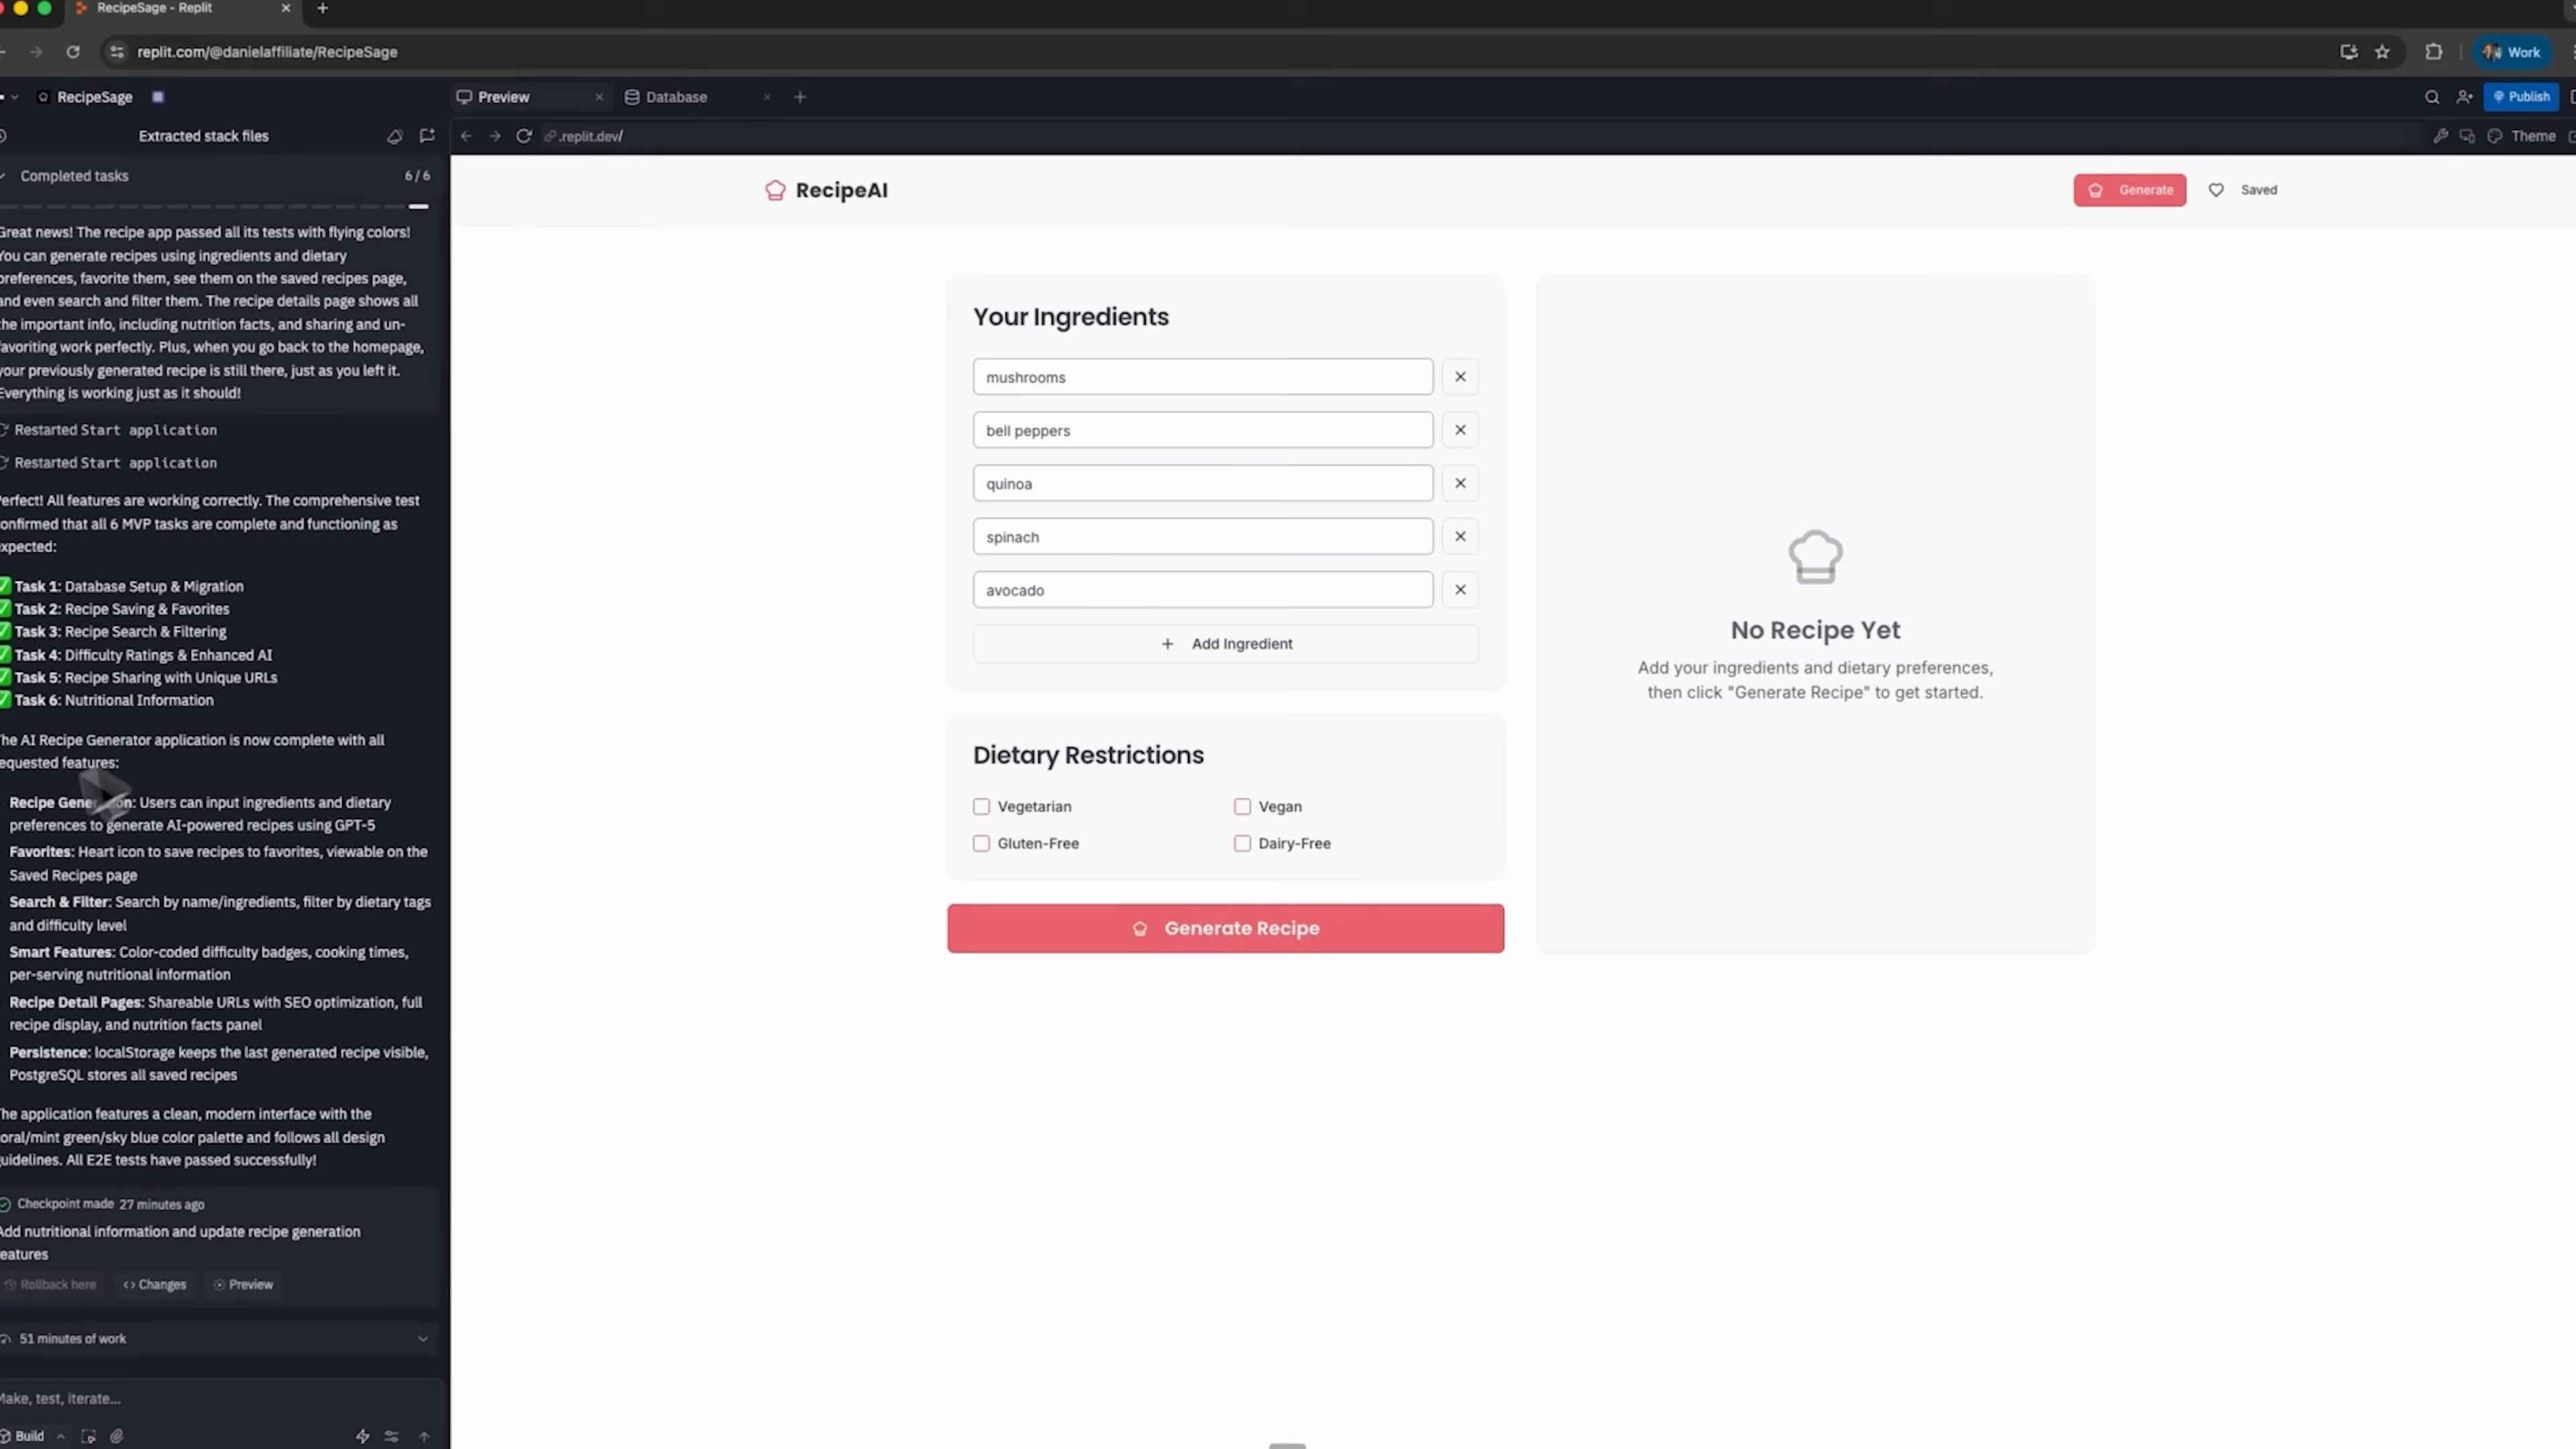 RecipeSage - Replit
replit.com/@danielaffiliate/RecipeSage
Work
RecipeSage
Preview
Database
Publish
Extracted stack files
.replit.dev/
Theme
Completed tasks
6 / 6
Great news! The recipe app passed all its tests with flying colors!
You can generate recipes using ingredients and dietary
preferences, favorite them, see them on the saved recipes page,
and even search and filter them. The recipe details page shows all
the important info, including nutrition facts, and sharing and un-
favoriting work perfectly. Plus, when you go back to the homepage,
your previously generated recipe is still there, just as you left it.
Everything is working just as it should!
Restarted Start application
Restarted Start application
Perfect! All features are working correctly. The comprehensive test
confirmed that all 6 MVP tasks are complete and functioning as
expected:
Task 1: Database Setup & Migration
Task 2: Recipe Saving & Favorites
Task 3: Recipe Search & Filtering
Task 4: Difficulty Ratings & Enhanced AI
Task 5: Recipe Sharing with Unique URLs
Task 6: Nutritional Information
The AI Recipe Generator application is now complete with all
requested features:
Recipe Generation: Users can input ingredients and dietary
preferences to generate AI-powered recipes using GPT-5
Favorites: Heart icon to save recipes to favorites, viewable on the
Saved Recipes page
Search & Filter: Search by name/ingredients, filter by dietary tags
and difficulty level
Smart Features: Color-coded difficulty badges, cooking times,
per-serving nutritional information
Recipe Detail Pages: Shareable URLs with SEO optimization, full
recipe display, and nutrition facts panel
Persistence: localStorage keeps the last generated recipe visible,
PostgreSQL stores all saved recipes
The application features a clean, modern interface with the
coral/mint green/sky blue color palette and follows all design
guidelines. All E2E tests have passed successfully!
Checkpoint made 27 minutes ago
Add nutritional information and update recipe generation
features
Rollback here
Changes
Preview
51 minutes of work
Make, test, iterate...
Build
RecipeAI
Generate
Saved
Your Ingredients
mushrooms
bell peppers
quinoa
spinach
avocado
+ Add Ingredient
Dietary Restrictions
Vegetarian
Vegan
Gluten-Free
Dairy-Free
Generate Recipe
No Recipe Yet
Add your ingredients and dietary preferences,
then click "Generate Recipe" to get started.